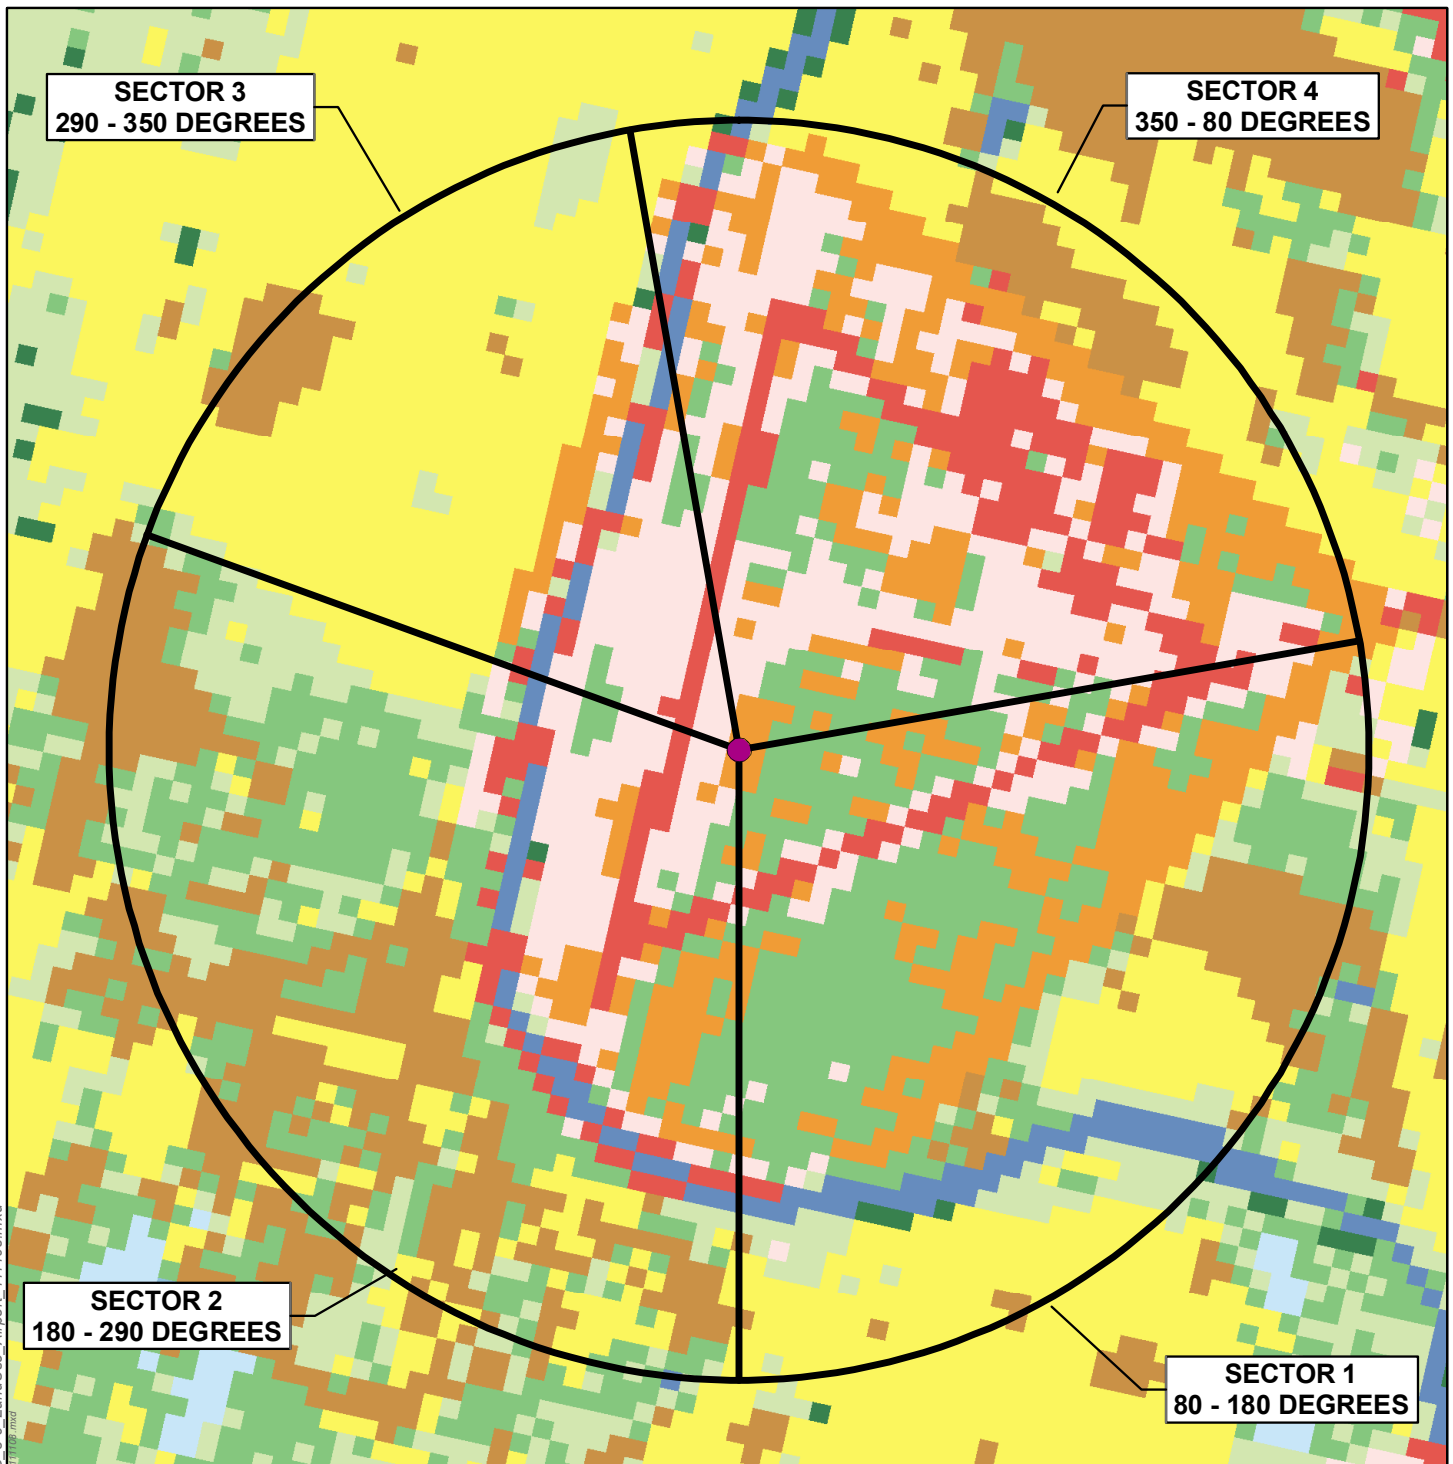 SECTOR 3
290 - 350 DEGREES
SECTOR 4
350 - 80 DEGREES
SECTOR 2
180 - 290 DEGREES
SECTOR 1
80 - 180 DEGREES